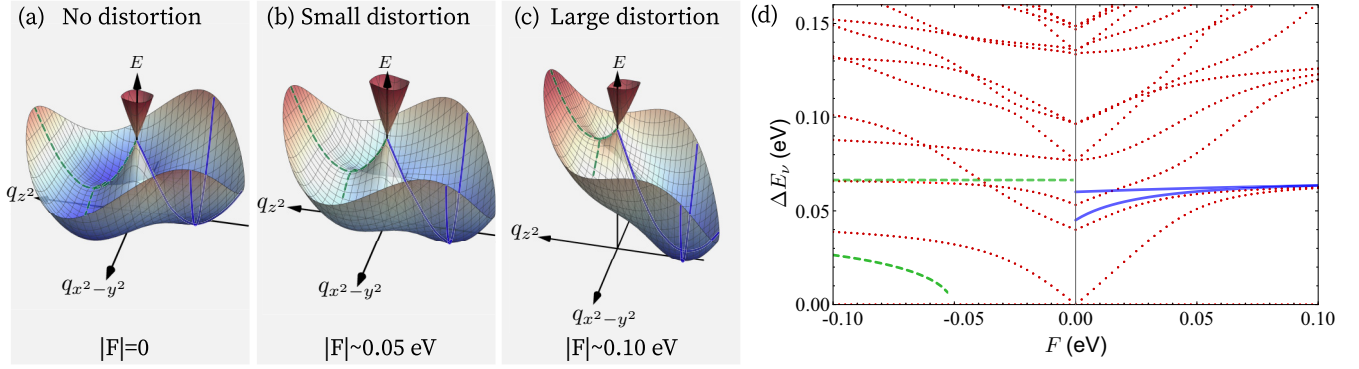 (a) No distortion
E
q_{z^2}
q_{x^2-y^2}
|F|=0
(b) Small distortion
E
q_{z^2}
q_{x^2-y^2}
|F|~0.05 eV
(c) Large distortion
E
q_{z^2}
q_{x^2-y^2}
|F|~0.10 eV
(d)
ΔE_ν (eV)
0.15
0.10
0.05
0.00
-0.10 -0.05 0.00 0.05 0.10
F (eV)